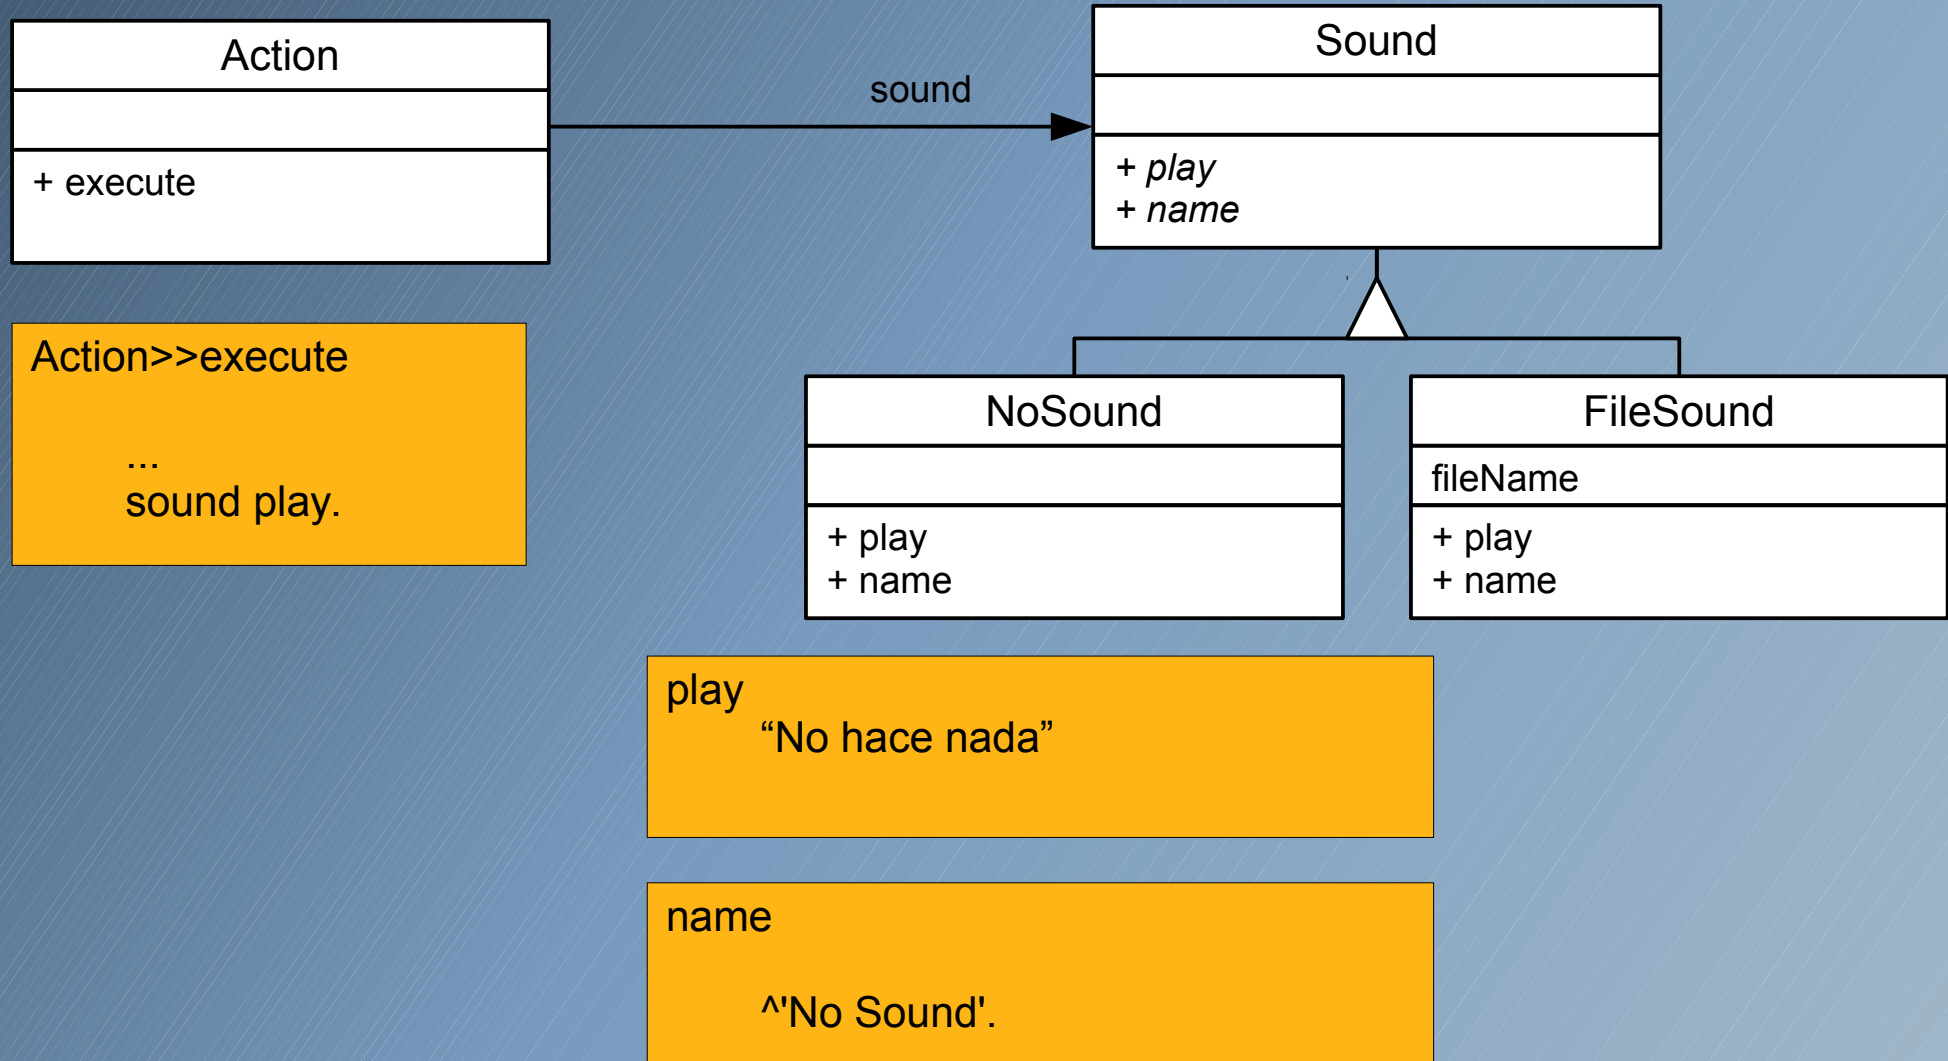 Action
+ execute
sound
Sound
+ play
+ name
Action>>execute
...
sound play.
NoSound
+ play
+ name
FileSound
fileName
+ play
+ name
play
“No hace nada”
name
^'No Sound'.